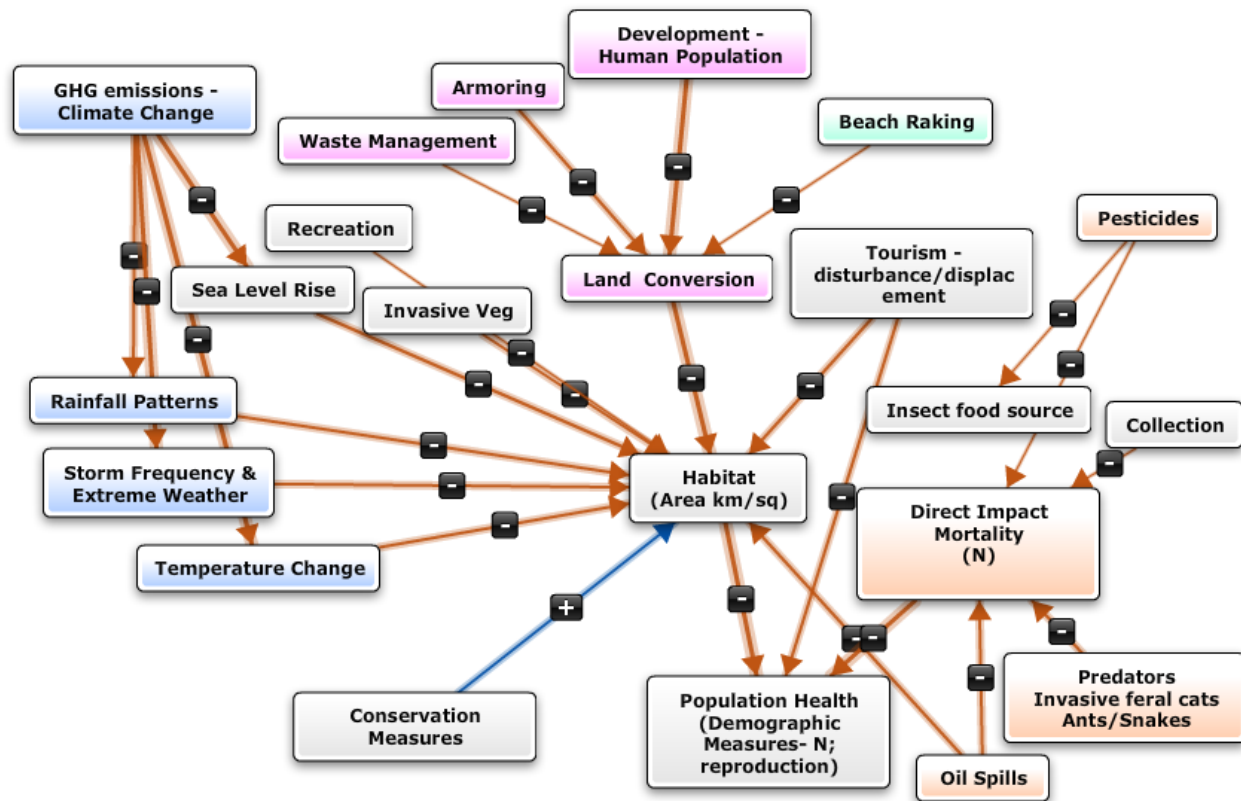 Development -
Human Population
GHG emissions -
Climate Change
Armoring
Beach Raking
Waste Management
-
-
-
-
-
Pesticides
Recreation
Tourism -
disturbance/displac
ement
-
-
Land  Conversion
Sea Level Rise
Invasive Veg
-
-
-
-
-
-
-
-
Rainfall Patterns
Insect food source
Collection
-
-
Storm Frequency &
Extreme Weather
-
Habitat
(Area km/sq)
-
Direct Impact
Mortality
(N)
-
Temperature Change
+
-
-
-
-
-
Predators
Invasive feral cats
Ants/Snakes
Conservation
Measures
Population Health
(Demographic
Measures- N;
reproduction)
Oil Spills